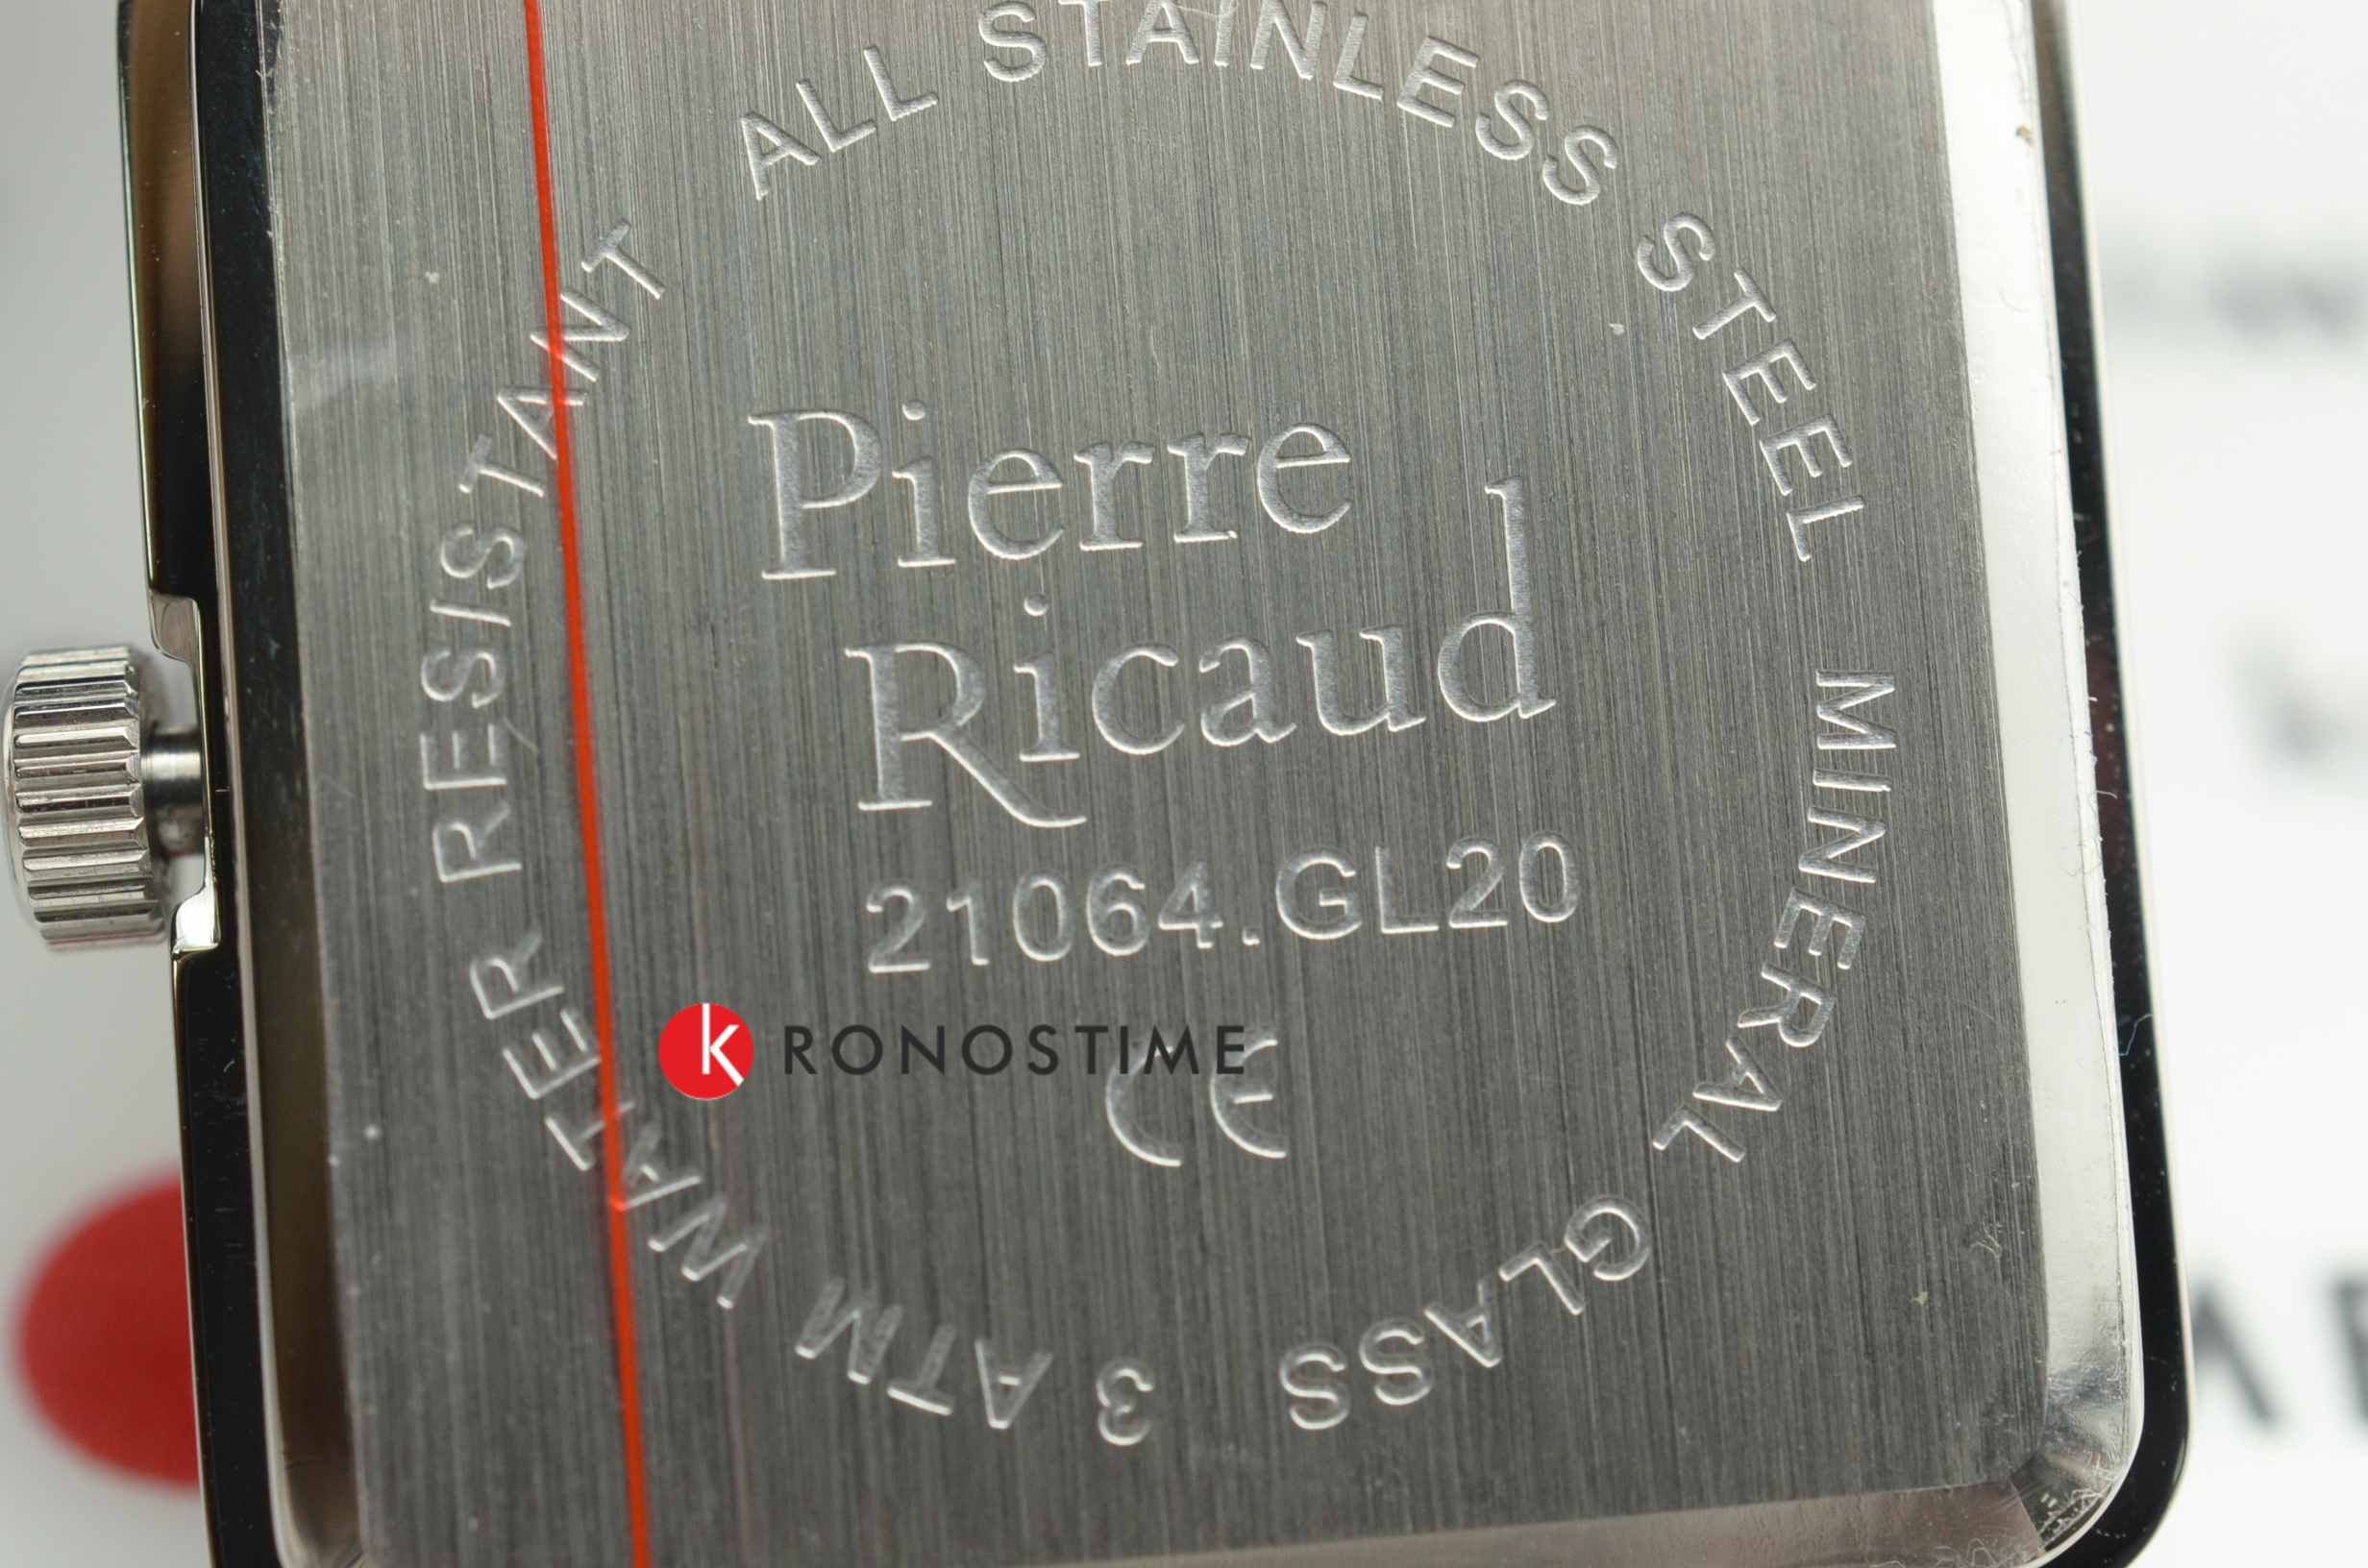 ALL STAINLESS STEEL MINERAL GLASS 3 ATM WATER RESISTANT
Pierre
Ricaud
21064.GL20
KRONOSTIME
CE